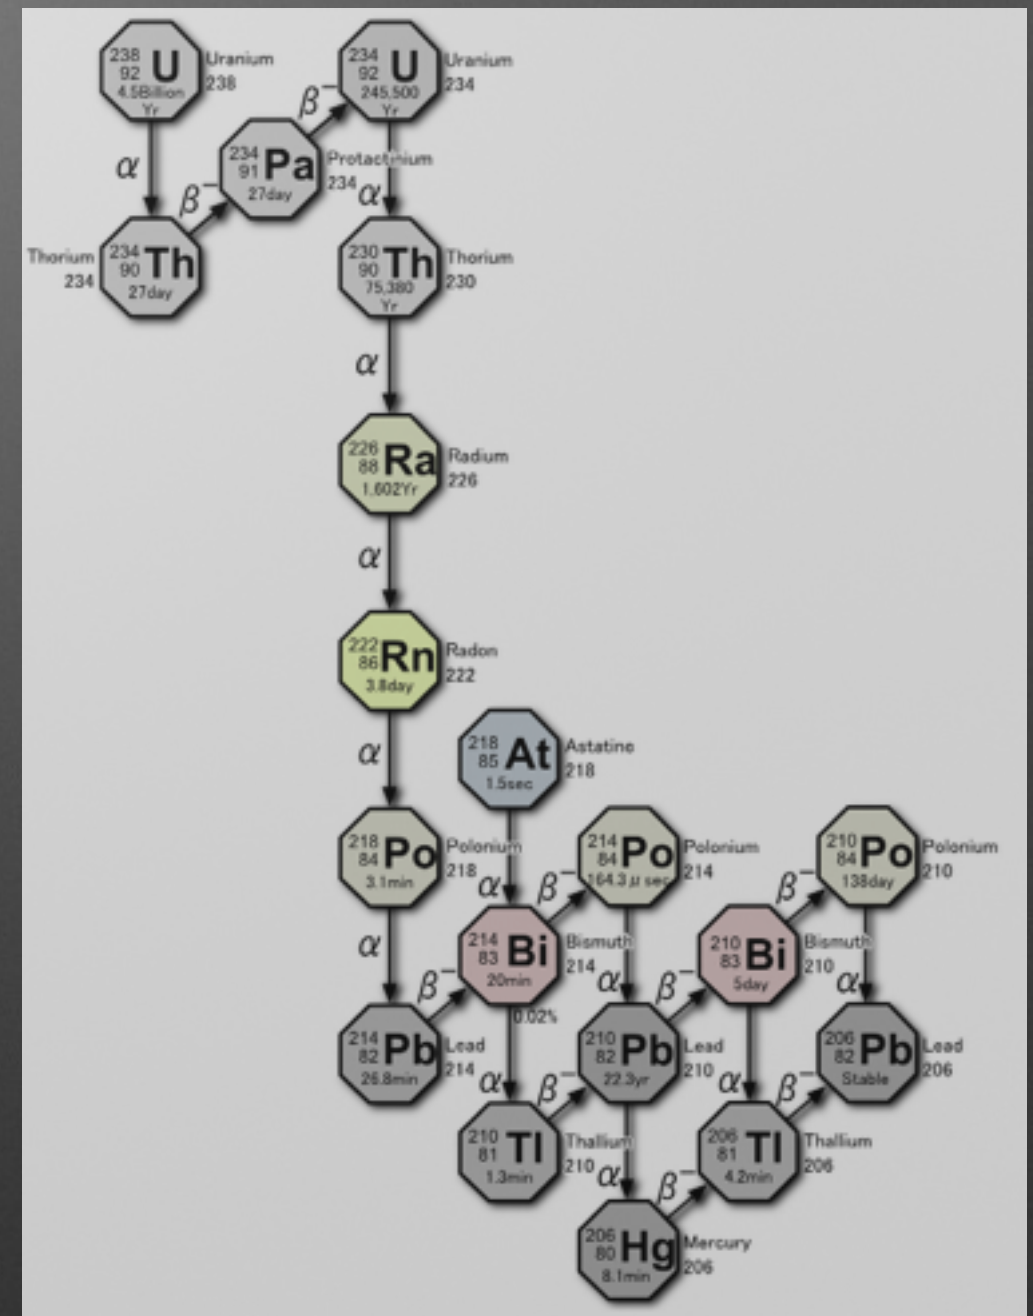 238
92 U
4.5Billion
Yr
Uranium
238
234
92 U
245,500
Yr
Uranium
234
β−
α
234
91 Pa
27day
Protactinium
234
β−
α
Thorium
234
234
90 Th
27day
230
90 Th
75,380
Yr
Thorium
230
α
226
88 Ra
1,602Yr
Radium
226
α
222
86 Rn
3.8day
Radon
222
α
218
85 At
1.5sec
Astatine
218
218
84 Po
3.1min
Polonium
218
α
β−
214
84 Po
164.3 μ sec
Polonium
214
β−
210
84 Po
138day
Polonium
210
α
β−
214
83 Bi
20min
Bismuth
214
α
β−
210
83 Bi
5day
Bismuth
210
α
0.02%
214
82 Pb
26.8min
Lead
214
α
β−
210
82 Pb
22.3yr
Lead
210
α
β−
206
82 Pb
Stable
Lead
206
210
81 Tl
1.3min
Thallium
210
α
β−
206
81 Tl
4.2min
Thallium
206
206
80 Hg
8.1min
Mercury
206